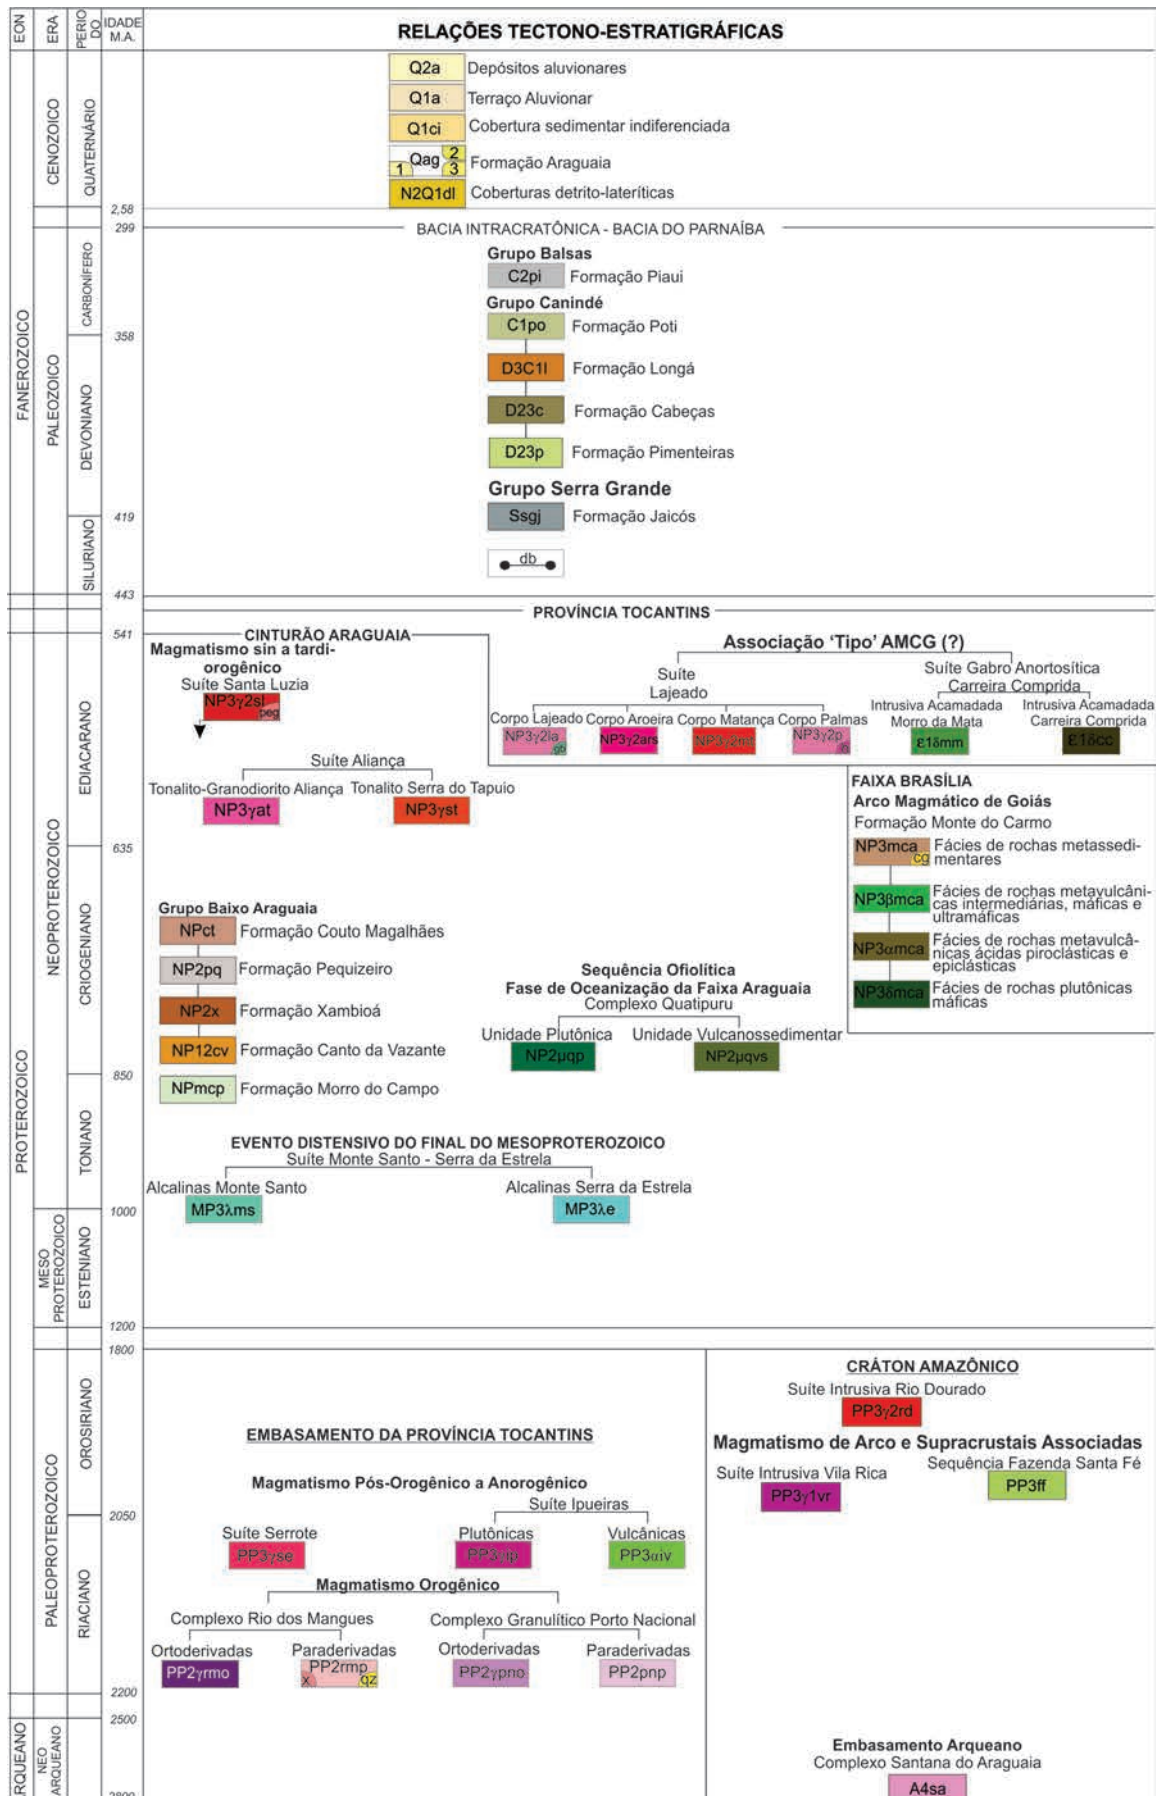 EON
ERA
PERIO
DO
IDADE
M.A.
RELAÇÕES TECTONO-ESTRATIGRÁFICAS
FANEROZOICO
CENOZOICO
QUATERNÁRIO
Q2a Depósitos aluvionares
Q1a Terraço Aluvionar
Q1ci Cobertura sedimentar indiferenciada
Qag 1 2 3 Formação Araguaia
N2Q1dl Coberturas detrito-lateríticas
2,58
299
BACIA INTRACRATÔNICA - BACIA DO PARNAÍBA
PALEOZOICO
CARBONÍFERO
Grupo Balsas
C2pi Formação Piaui
Grupo Canindé
C1po Formação Poti
358
DEVONIANO
D3C1l Formação Longá
D23c Formação Cabeças
D23p Formação Pimenteiras
Grupo Serra Grande
419
Ssgj Formação Jaicós
SILURIANO
db
443
PROVÍNCIA TOCANTINS
541
PROTEROZOICO
NEOPROTEROZOICO
EDIACARANO
CINTURÃO ARAGUAIA
Magmatismo sin a tardi-
orogênico
Suíte Santa Luzia
NP3γ2sl peg
Associação 'Tipo' AMCG (?)
Suíte
Lajeado
Suíte Gabro Anortosítica
Carreira Comprida
Corpo Lajeado Corpo Aroeira Corpo Matança Corpo Palmas
NP3γ2la gb NP3γ2ars NP3γ2mt NP3γ2p
Intrusiva Acamadada
Morro da Mata
Ɛ1δmm
Intrusiva Acamadada
Carreira Comprida
Ɛ1δcc
Suíte Aliança
Tonalito-Granodiorito Aliança Tonalito Serra do Tapuio
NP3γat NP3γst
FAIXA BRASÍLIA
Arco Magmático de Goiás
Formação Monte do Carmo
NP3mca cg Fácies de rochas metassedi-
mentares
NP3βmca Fácies de rochas metavulcâni-
cas intermediárias, máficas e
ultramáficas
NP3αmca Fácies de rochas metavulcâ-
nicas ácidas piroclásticas e
epiclásticas
NP3δmca Fácies de rochas plutônicas
máficas
635
CRIOGENIANO
Grupo Baixo Araguaia
NPct Formação Couto Magalhães
NP2pq Formação Pequizeiro
NP2x Formação Xambioá
NP12cv Formação Canto da Vazante
NPmcp Formação Morro do Campo
Sequência Ofiolítica
Fase de Oceanização da Faixa Araguaia
Complexo Quatipuru
Unidade Plutônica Unidade Vulcanossedimentar
NP2μqp NP2μqvs
850
TONIANO
EVENTO DISTENSIVO DO FINAL DO MESOPROTEROZOICO
Suíte Monte Santo - Serra da Estrela
Alcalinas Monte Santo Alcalinas Serra da Estrela
MP3λms MP3λe
1000
MESO
PROTEROZOICO
ESTENIANO
1200
1800
PALEOPROTEROZOICO
OROSIRIANO
EMBASAMENTO DA PROVÍNCIA TOCANTINS
Magmatismo Pós-Orogênico a Anorogênico
Suíte Ipueiras
2050
RIACIANO
Suíte Serrote Plutônicas Vulcânicas
PP3γse PP3γip PP3αiv
Magmatismo Orogênico
Complexo Rio dos Mangues Complexo Granulítico Porto Nacional
Ortoderivadas Paraderivadas Ortoderivadas Paraderivadas
PP2γrmo PP2rmp x qz PP2γpno PP2pnp
CRÁTON AMAZÔNICO
Suíte Intrusiva Rio Dourado
PP3γ2rd
Magmatismo de Arco e Supracrustais Associadas
Suíte Intrusiva Vila Rica Sequência Fazenda Santa Fé
PP3γ1vr PP3ff
2200
2500
NEO
ARQUEANO
Embasamento Arqueano
Complexo Santana do Araguaia
A4sa